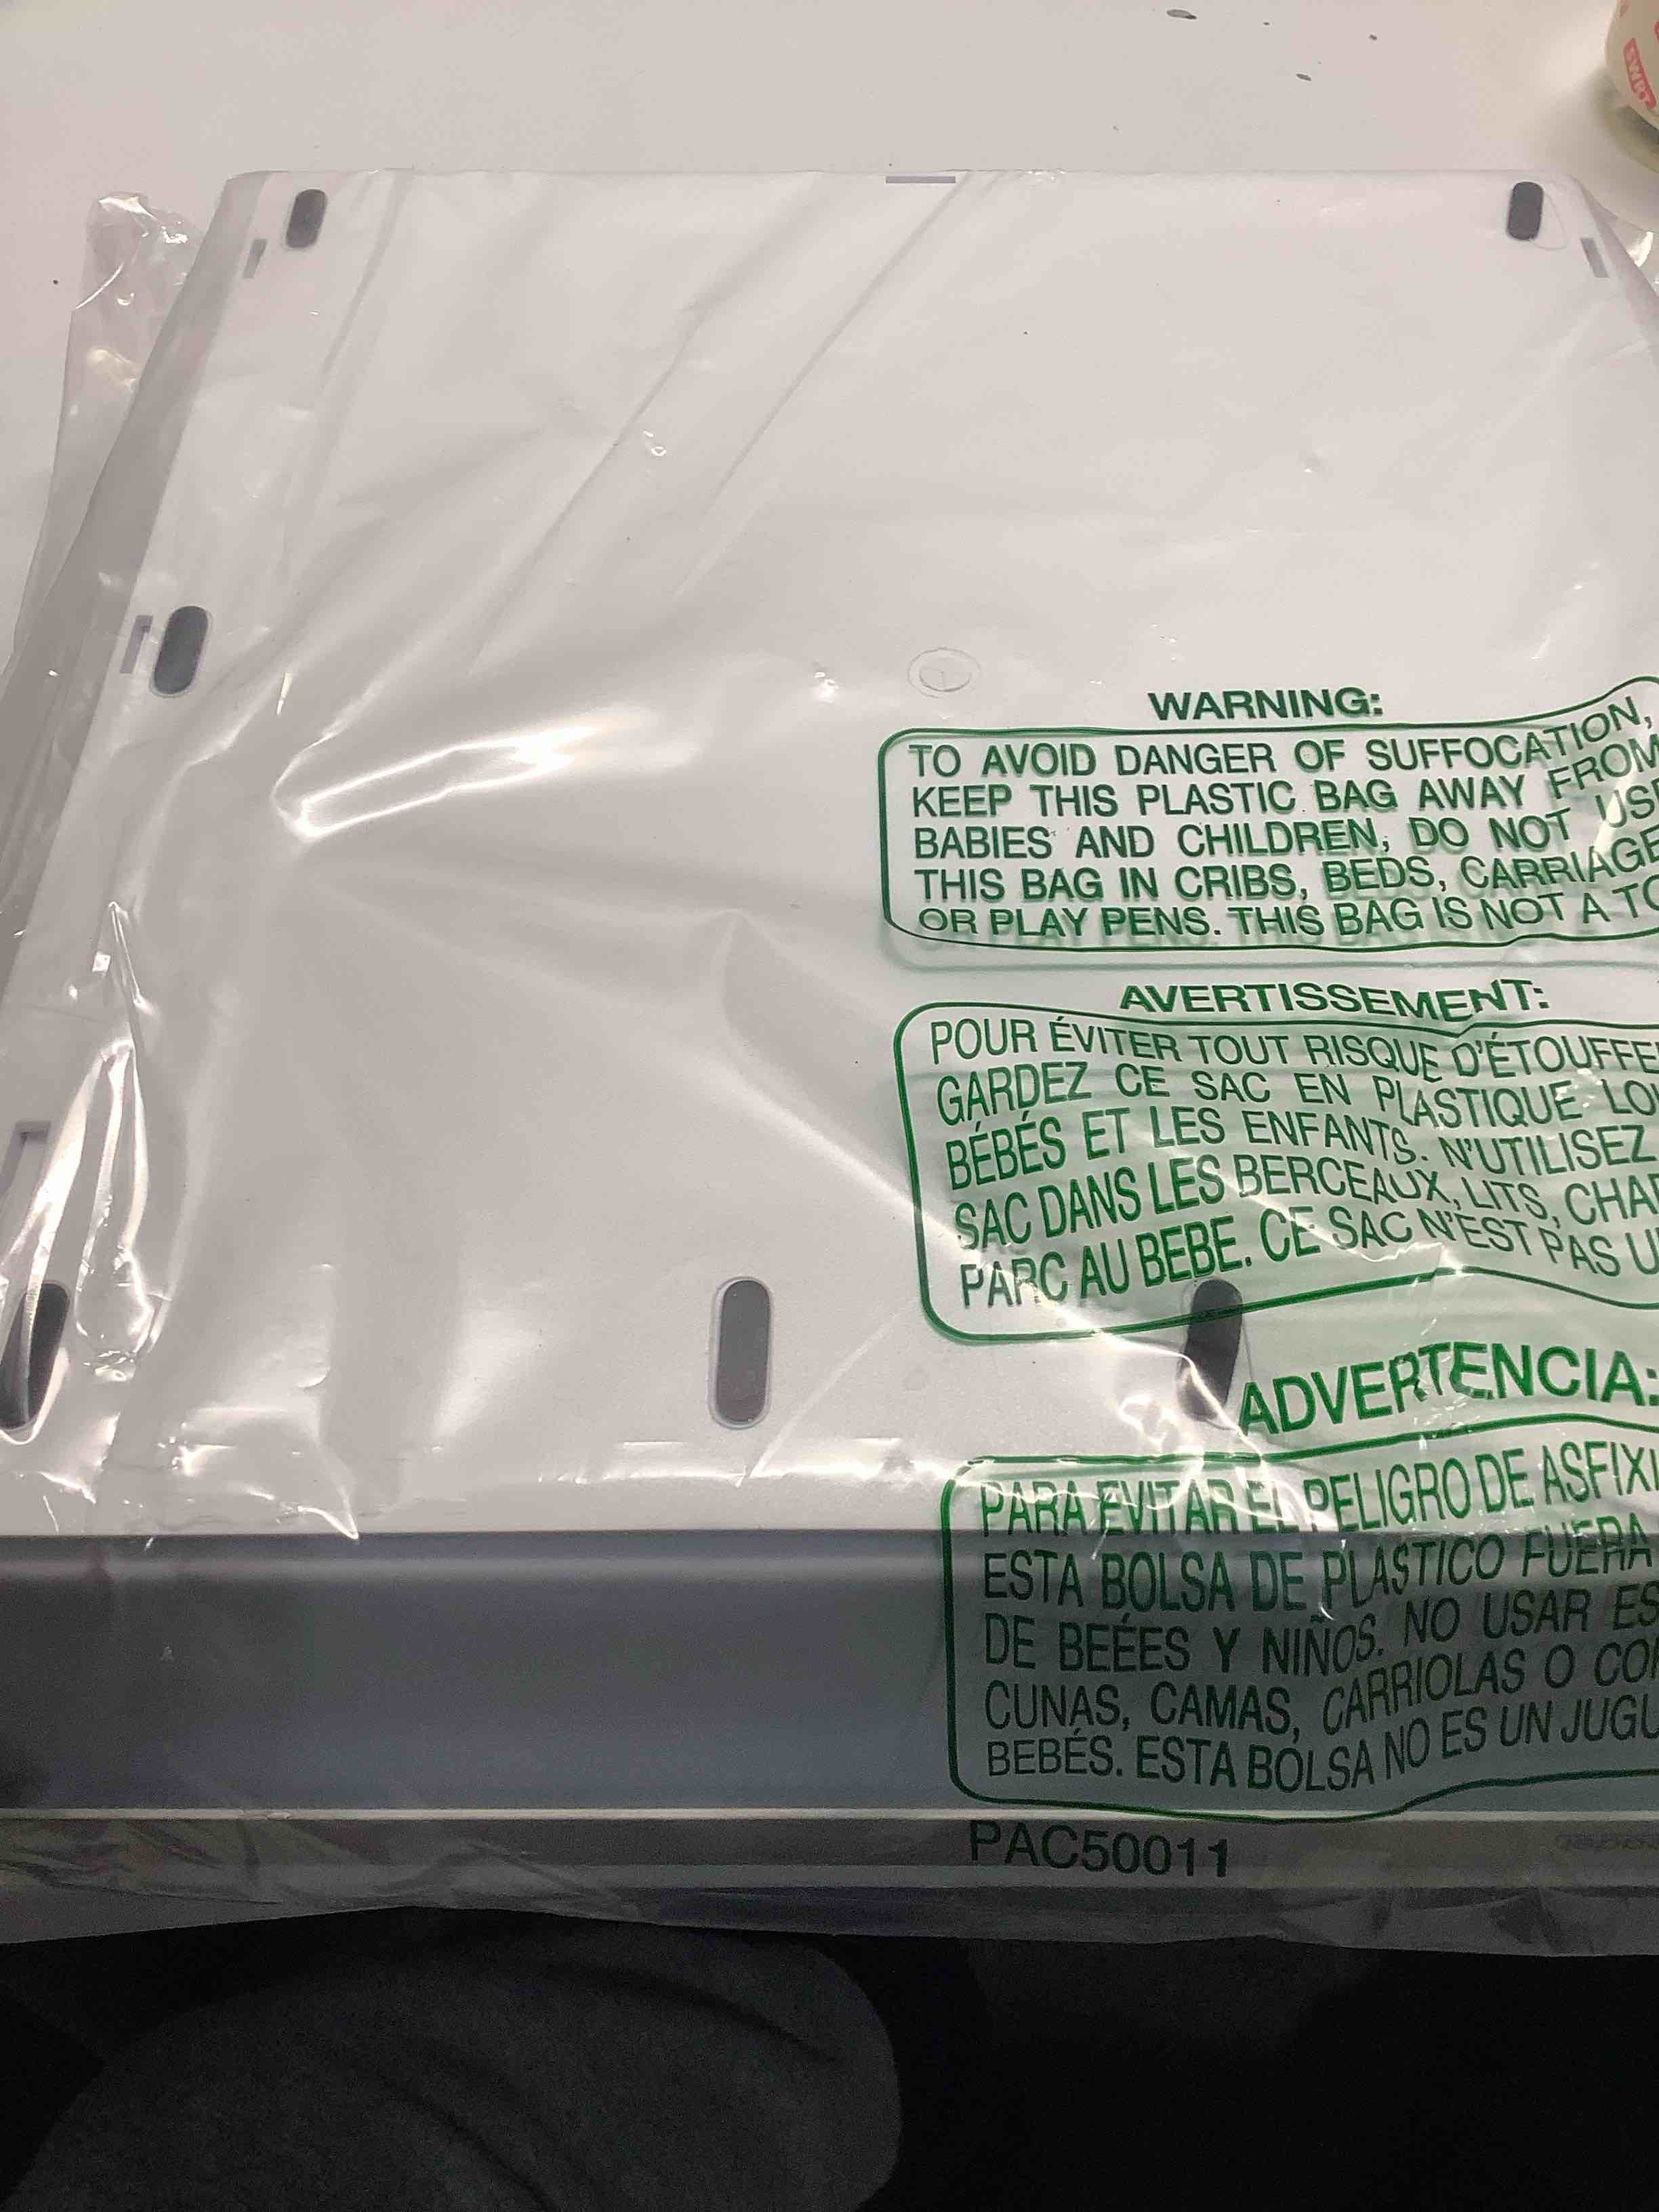 WARNING:
TO AVOID DANGER OF SUFFOCATION,
KEEP THIS PLASTIC BAG AWAY FROM
BABIES AND CHILDREN, DO NOT
THIS BAG IN CRIBS, BEDS,
OR PLAY PENS. THIS BAG IS NOT A
AVERTISSEMENT:
POUR ÉVITER TOUT RISQUE
GARDEZ CE SAC EN PLASTIQUE
BÉBÉS ET LES ENFANTS. N'UTILISEZ
SAC DANS LES BERCEAUX, LITS,
PARC AU BEBE. CE SAC N'EST PAS
ADVERTENCIA:
PARA EVITAR EL PELIGRO DE
ESTA BOLSA DE PLASTICO FUERA
DE BEÉES Y NIÑOS. NO USAR
CUNAS, CAMAS, CARRIOLAS O
BEBÉS. ESTA BOLSA NO ES UN
PAC50011